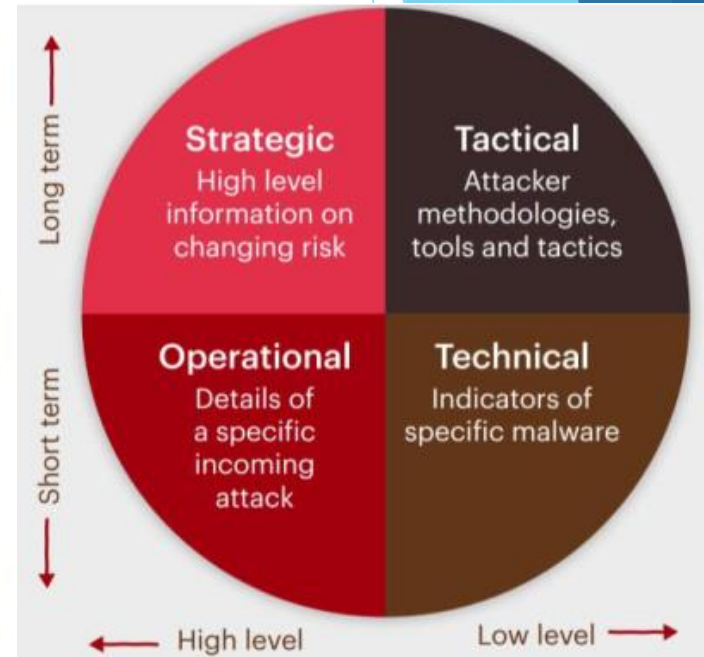 Long term
Strategic
High level
information on
changing risk
Tactical
Attacker
methodologies,
tools and tactics
Short term
Operational
Details of
a specific
incoming
attack
Technical
Indicators of
specific malware
High level
Low level